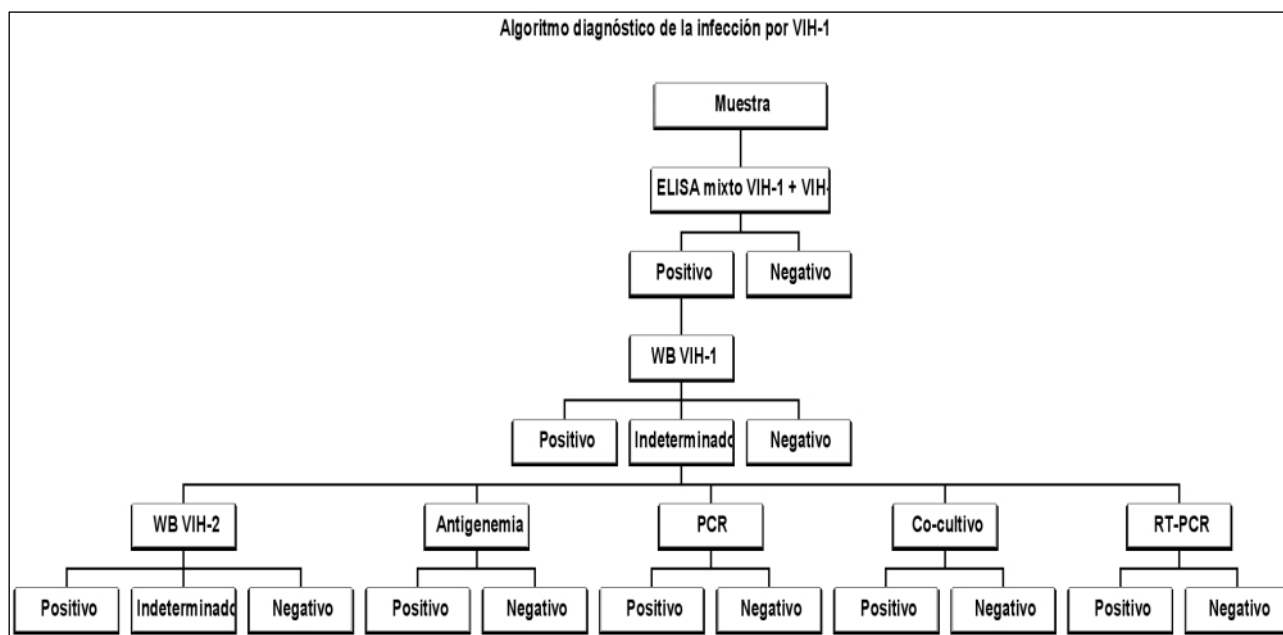 Algoritmo diagnóstico de la infección por VIH-1
Muestra
ELISA mixto VIH-1 + VIH-
Positivo Negativo
WB VIH-1
Positivo Indeterminado Negativo
WB VIH-2 Antigenemia PCR Co-cultivo RT-PCR
Positivo Indeterminado Negativo Positivo Negativo Positivo Negativo Positivo Negativo Positivo Negativo